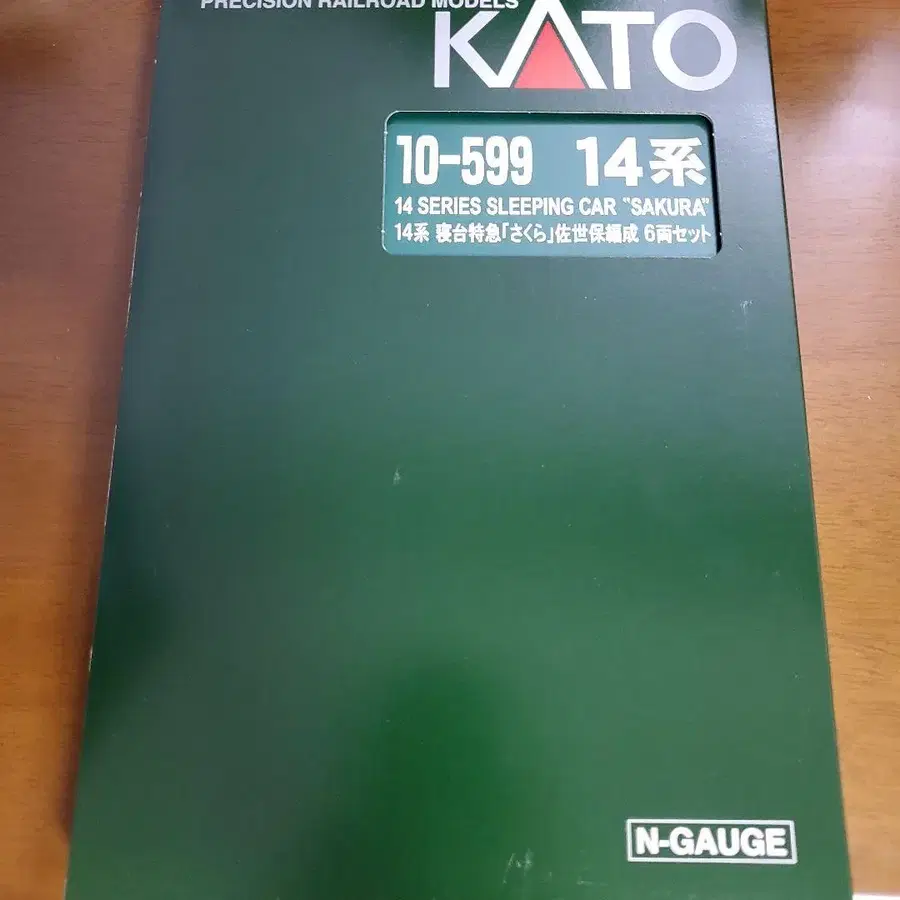 PRECISION RAILROAD MODELS
KATO
10-599 14系
14 SERIES SLEEPING CAR "SAKURA"
14系 寝台特急「さくら」佐世保編成 6両セット
N-GAUGE